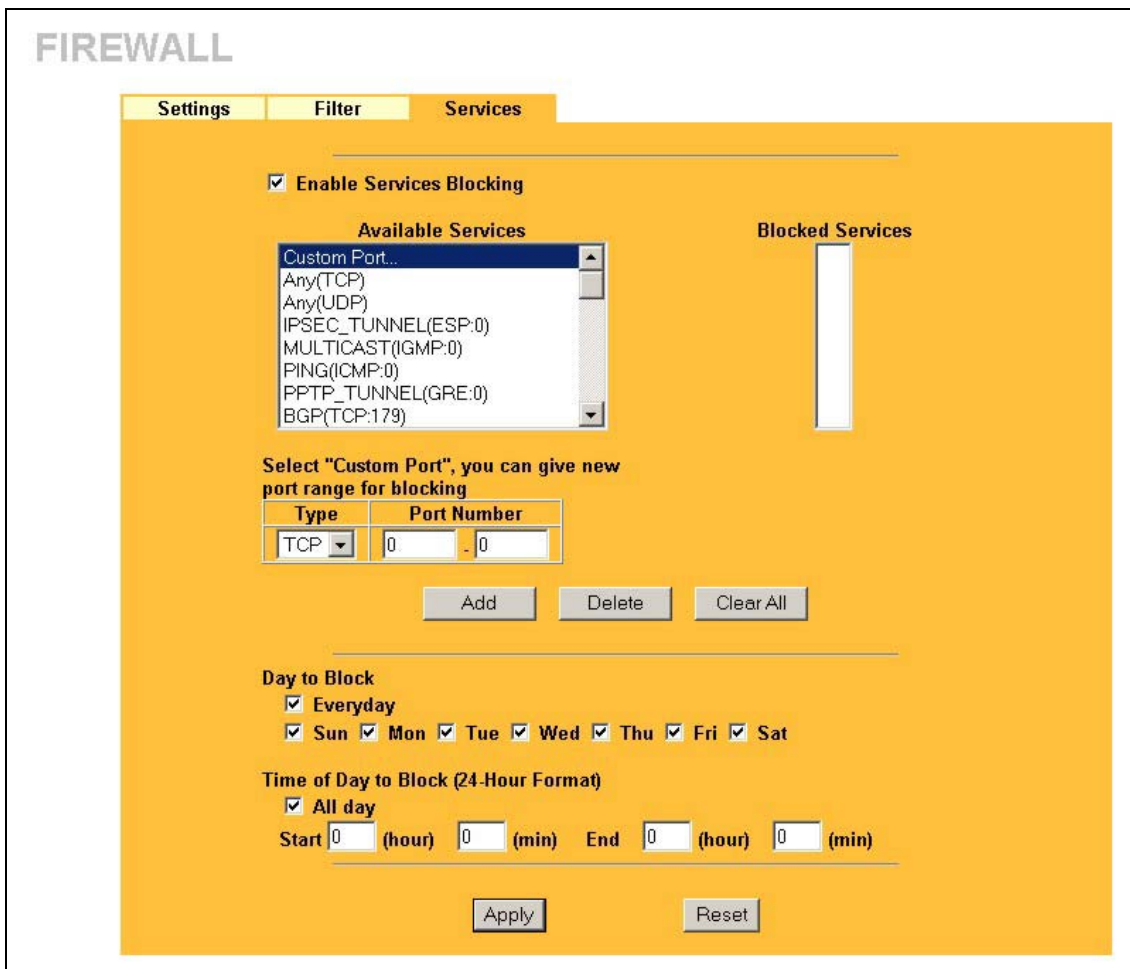 FIREWALL
Settings Filter Services
Enable Services Blocking
Available Services Blocked Services
Custom Port...
Any(TCP)
Any(UDP)
IPSEC_TUNNEL(ESP:0)
MULTICAST(IGMP:0)
PING(ICMP:0)
PPTP_TUNNEL(GRE:0)
BGP(TCP:179)
Select "Custom Port", you can give new
port range for blocking
Type Port Number
TCP 0 - 0
Add Delete Clear All
Day to Block
Everyday
Sun Mon Tue Wed Thu Fri Sat
Time of Day to Block (24-Hour Format)
All day
Start 0 (hour) 0 (min) End 0 (hour) 0 (min)
Apply Reset